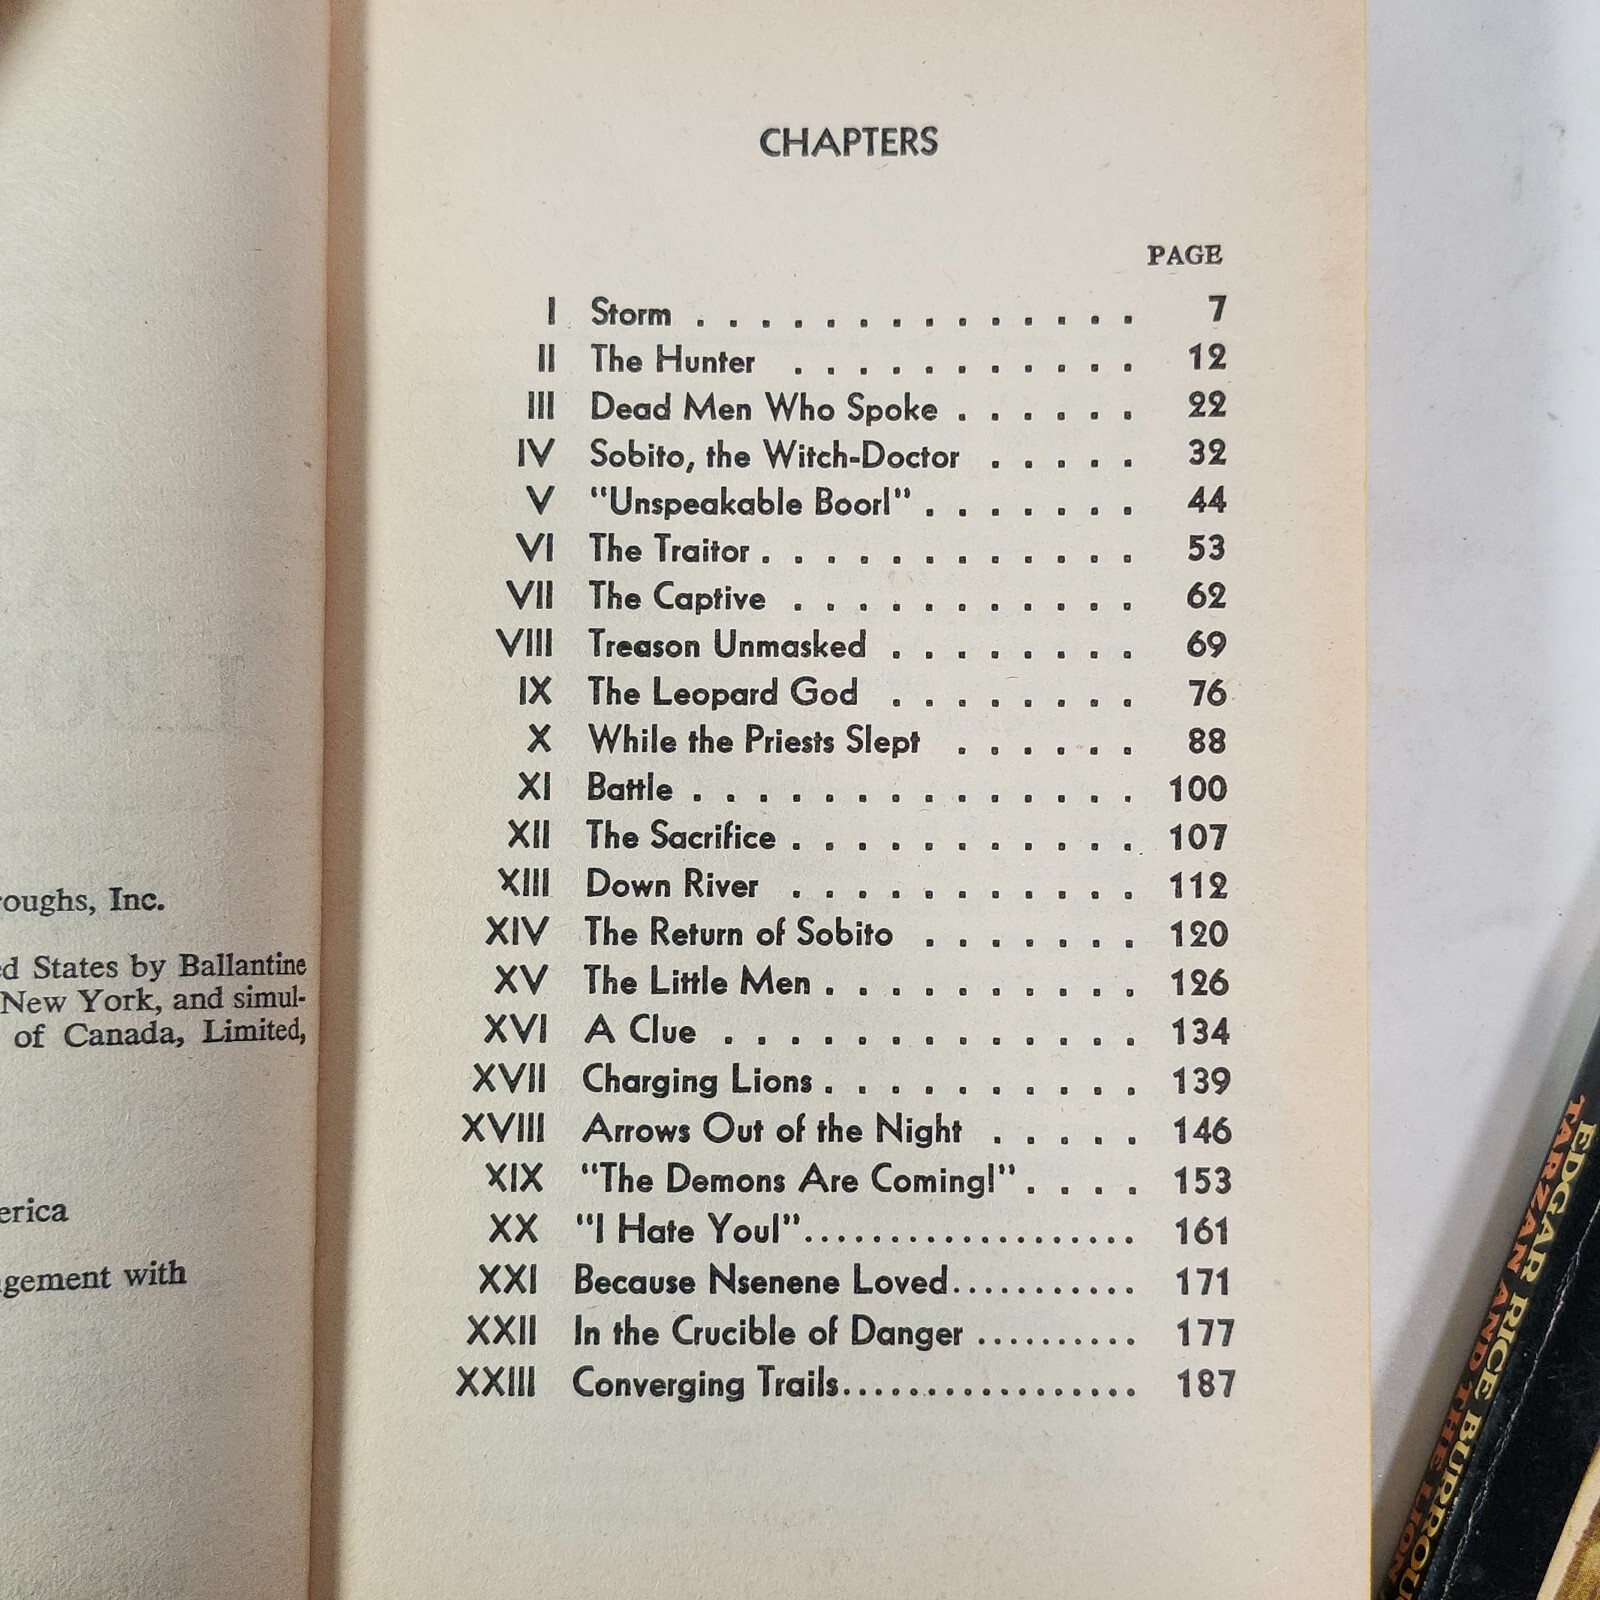 oughs, Inc.
ed States by Ballantine
New York, and simul-
of Canada, Limited,
erica
gement with
CHAPTERS
PAGE
I Storm . . . . . . . . . . . . . . 7
II The Hunter . . . . . . . . . . . 12
III Dead Men Who Spoke . . . . . . 22
IV Sobito, the Witch-Doctor . . . . . 32
V "Unspeakable Boor!" . . . . . . . 44
VI The Traitor . . . . . . . . . . . . 53
VII The Captive . . . . . . . . . . . 62
VIII Treason Unmasked . . . . . . . . 69
IX The Leopard God . . . . . . . . 76
X While the Priests Slept . . . . . . 88
XI Battle . . . . . . . . . . . . . . 100
XII The Sacrifice . . . . . . . . . . . 107
XIII Down River . . . . . . . . . . . 112
XIV The Return of Sobito . . . . . . . 120
XV The Little Men . . . . . . . . . . 126
XVI A Clue . . . . . . . . . . . . . 134
XVII Charging Lions . . . . . . . . . . 139
XVIII Arrows Out of the Night . . . . . 146
XIX "The Demons Are Coming!" . . . . 153
XX "I Hate You!".................... 161
XXI Because Nsenene Loved........... 171
XXII In the Crucible of Danger .......... 177
XXIII Converging Trails.................. 187
EDGAR RICE BURROU
TARZAN AND THE LION